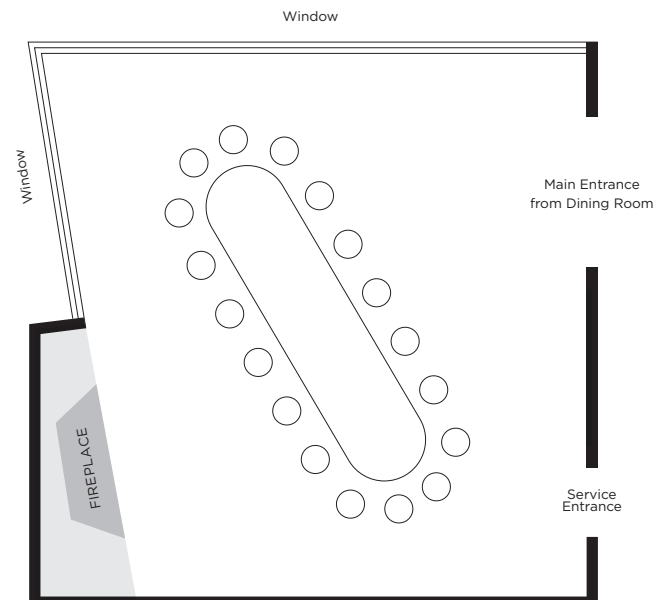 Window
Window
Main Entrance
from Dining Room
FIREPLACE
Service
Entrance